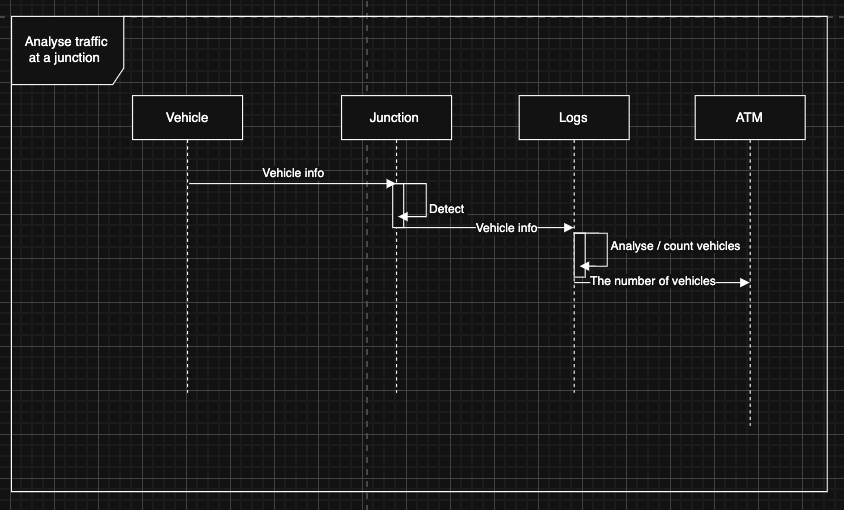 Analyse traffic
at a junction
Vehicle
Junction
Logs
ATM
Vehicle info
Detect
Vehicle info
Analyse / count vehicles
The number of vehicles